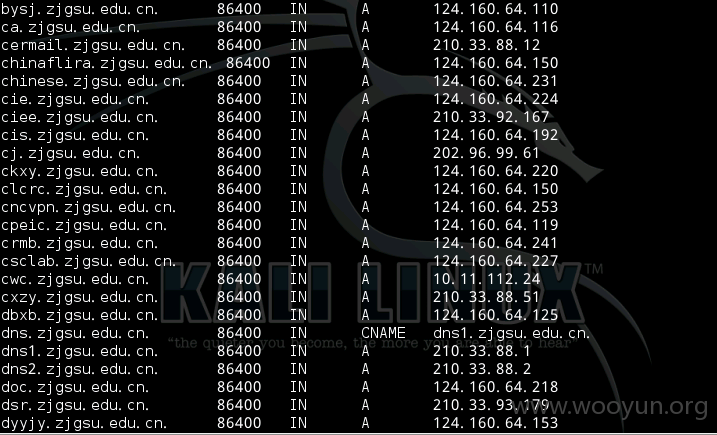 bysj.zjgsu.edu.cn. 86400 IN A 124.160.64.110
ca.zjgsu.edu.cn. 86400 IN A 124.160.64.116
cermail.zjgsu.edu.cn. 86400 IN A 210.33.88.12
chinaflira.zjgsu.edu.cn. 86400 IN A 124.160.64.150
chinese.zjgsu.edu.cn. 86400 IN A 124.160.64.231
cie.zjgsu.edu.cn. 86400 IN A 124.160.64.224
ciee.zjgsu.edu.cn. 86400 IN A 210.33.92.167
cis.zjgsu.edu.cn. 86400 IN A 124.160.64.192
cj.zjgsu.edu.cn. 86400 IN A 202.96.99.61
ckxy.zjgsu.edu.cn. 86400 IN A 124.160.64.220
clcrc.zjgsu.edu.cn. 86400 IN A 124.160.64.150
cncvpn.zjgsu.edu.cn. 86400 IN A 124.160.64.253
cpeic.zjgsu.edu.cn. 86400 IN A 124.160.64.119
crmb.zjgsu.edu.cn. 86400 IN A 124.160.64.241
csclab.zjgsu.edu.cn. 86400 IN A 124.160.64.227
cwc.zjgsu.edu.cn. 86400 IN A 10.11.112.24
cxzy.zjgsu.edu.cn. 86400 IN A 210.33.88.51
dbxb.zjgsu.edu.cn. 86400 IN A 124.160.64.125
dns.zjgsu.edu.cn. 86400 IN CNAME dns1.zjgsu.edu.cn.
dns1.zjgsu.edu.cn. 86400 IN A 210.33.88.1
dns2.zjgsu.edu.cn. 86400 IN A 210.33.88.2
doc.zjgsu.edu.cn. 86400 IN A 124.160.64.218
dsr.zjgsu.edu.cn. 86400 IN A 210.33.93.179
dyyjy.zjgsu.edu.cn. 86400 IN A 124.160.64.153
KALI LINUX™
"the quieter you become, the more you are able to hear"
www.wooyun.org